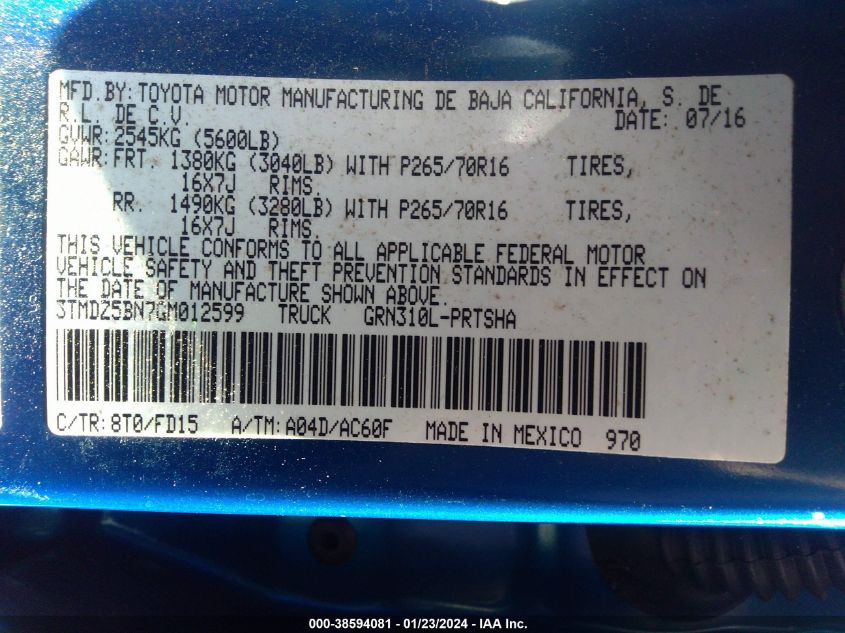 MFD.BY: TOYOTA MOTOR MANUFACTURING DE BAJA CALIFORNIA, S. DE
R.L. DE C.V. DATE: 07/16
GVWR:2545KG (5600LB)
GAWR:FRT. 1380KG (3040LB) WITH P265/70R16 TIRES,
16X7J RIMS.
RR. 1490KG (3280LB) WITH P265/70R16 TIRES,
16X7J RIMS.
THIS VEHICLE CONFORMS TO ALL APPLICABLE FEDERAL MOTOR
VEHICLE SAFETY AND THEFT PREVENTION STANDARDS IN EFFECT ON
THE DATE OF MANUFACTURE SHOWN ABOVE.
3TMDZ5BN7GM012599 TRUCK GRN310L-PRTSHA
C/TR:8T0/FD15 A/TM:A04D/AC60F MADE IN MEXICO 970
000-38594081 - 01/23/2024 - IAA Inc.